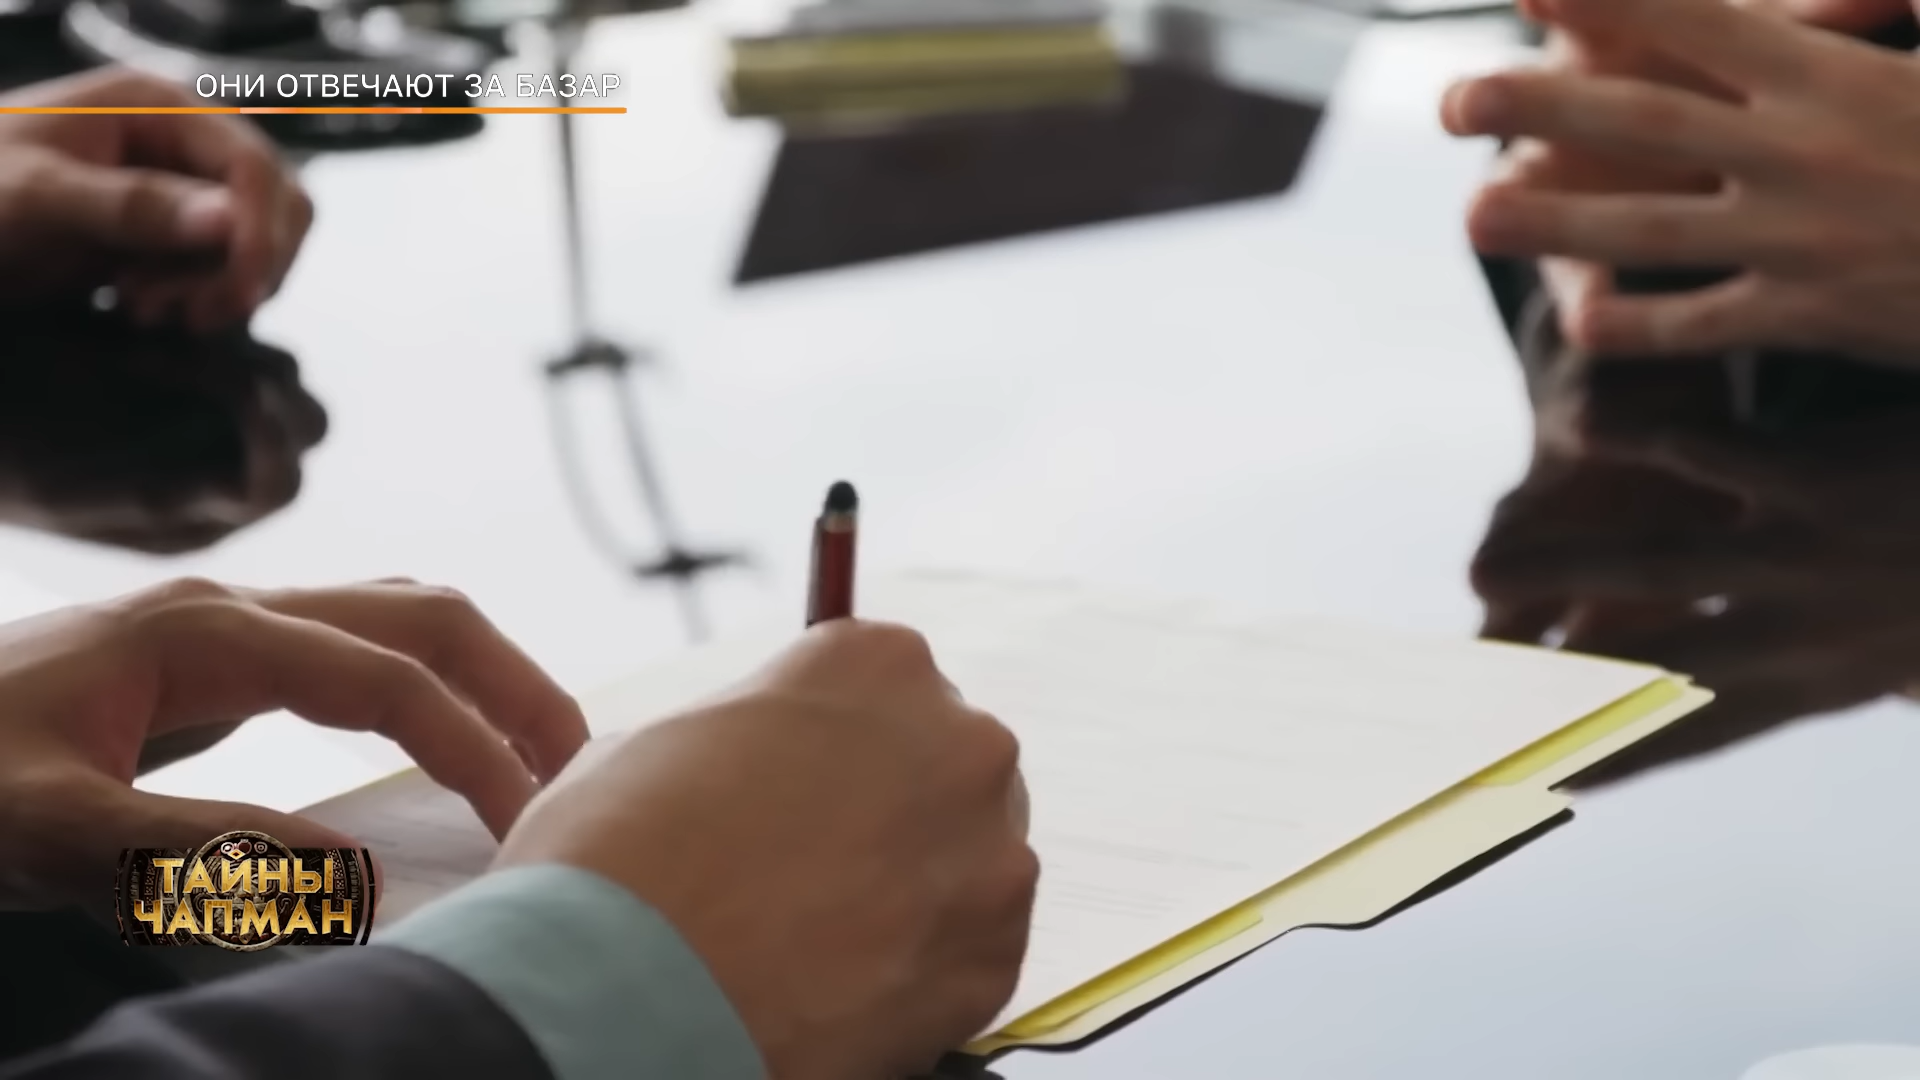 ОНИ ОТВЕЧАЮТ ЗА БАЗАР
ТАЙНЫ
ЧАПМАН